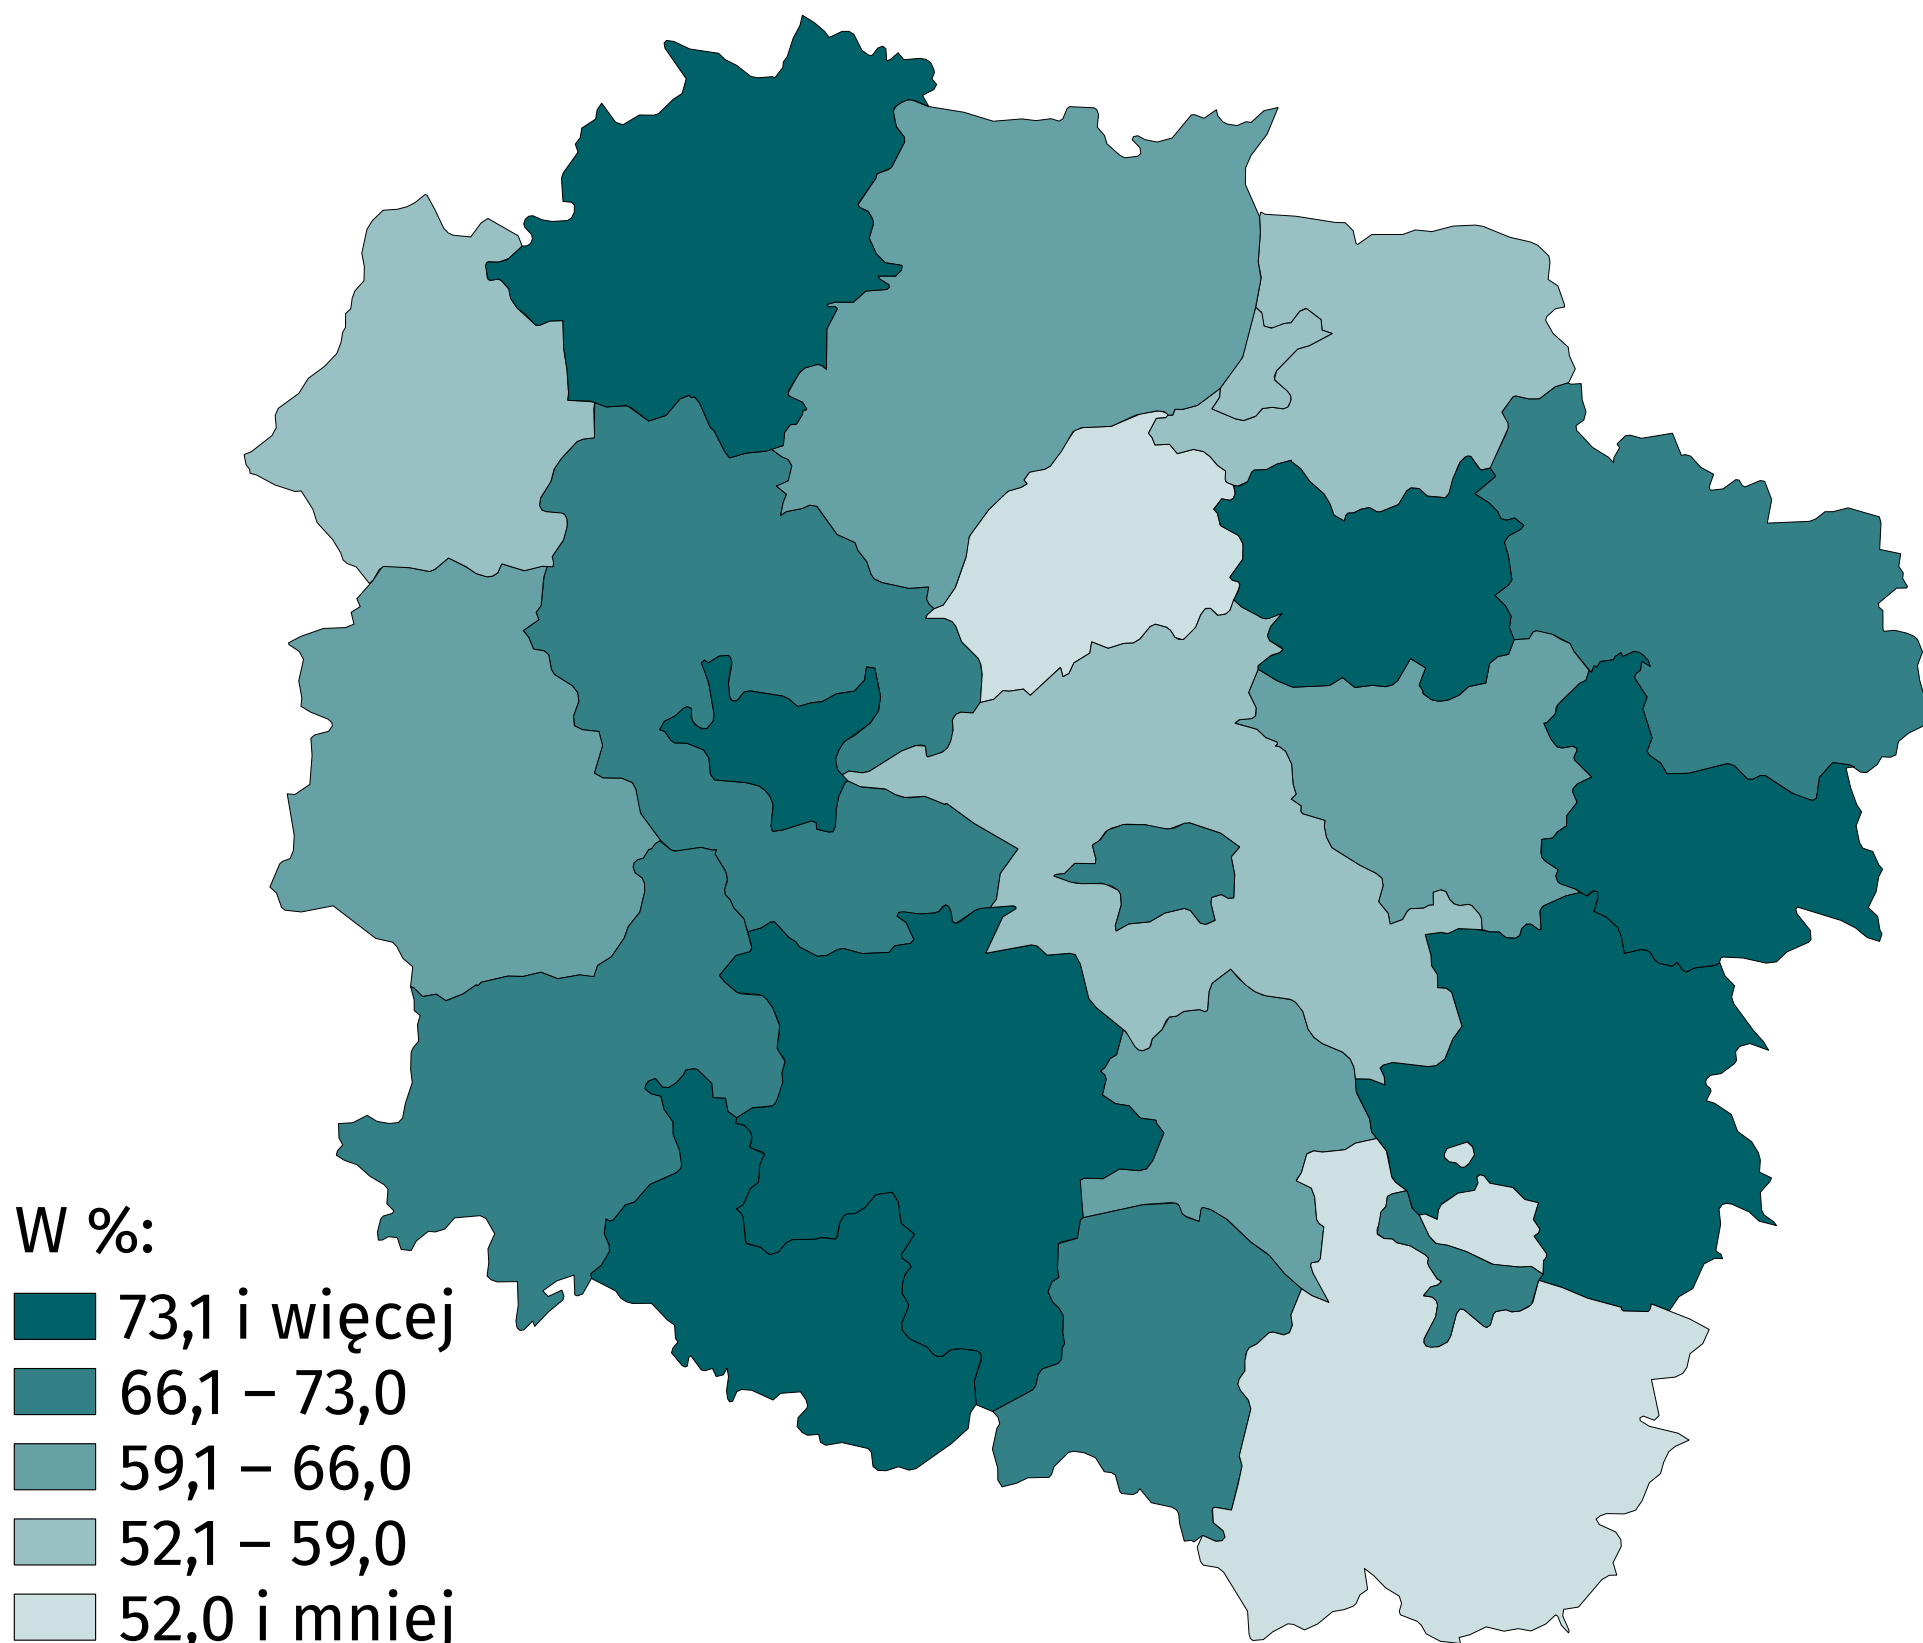 W %:
73,1 i więcej
66,1 – 73,0
59,1 – 66,0
52,1 – 59,0
52,0 i mniej